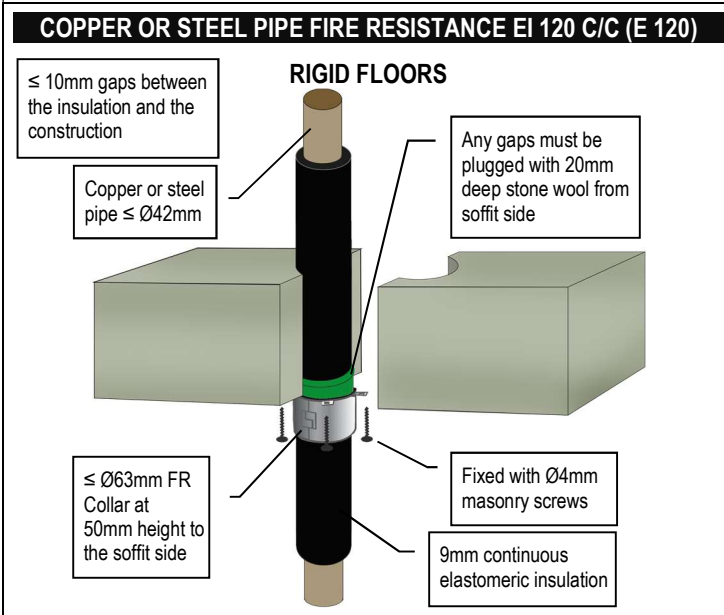 COPPER OR STEEL PIPE FIRE RESISTANCE EI 120 C/C (E 120)
RIGID FLOORS
≤ 10mm gaps between
the insulation and the
construction
Copper or steel
pipe ≤ Ø42mm
Any gaps must be
plugged with 20mm
deep stone wool from
soffit side
≤ Ø63mm FR
Collar at
50mm height to
the soffit side
Fixed with Ø4mm
masonry screws
9mm continuous
elastomeric insulation